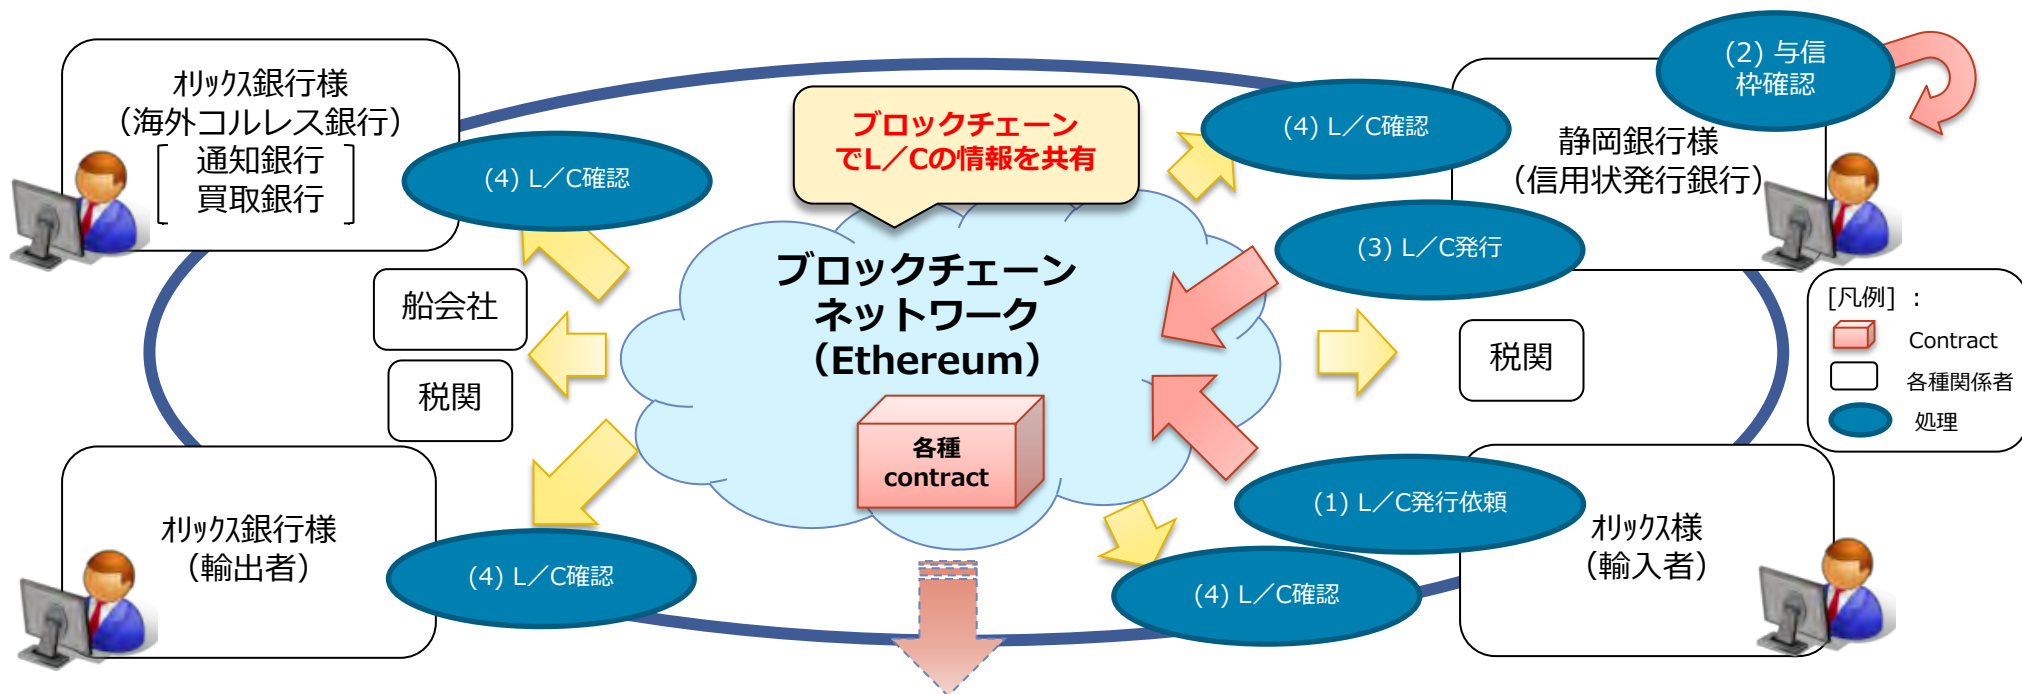 ｵﾘｯｸｽ銀行様
（海外コルレス銀行）
通知銀行
買取銀行
(4) L／C確認
ブロックチェーン
でL／Cの情報を共有
(4) L／C確認
(2) 与信
枠確認
静岡銀行様
（信用状発行銀行）
(3) L／C発行
船会社
税関
ブロックチェーン
ネットワーク
（Ethereum）
各種
contract
税関
[凡例] ：
Contract
各種関係者
処理
ｵﾘｯｸｽ銀行様
（輸出者）
(4) L／C確認
(1) L／C発行依頼
(4) L／C確認
ｵﾘｯｸｽ様
（輸入者）